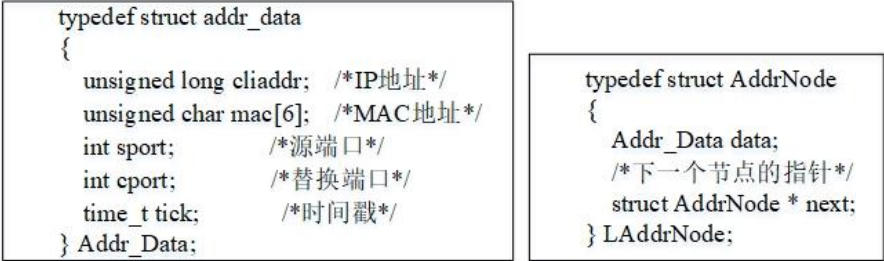 typedef struct addr_data
{
unsigned long cliaddr; /*IP地址*/
unsigned char mac[6]; /*MAC地址*/
int sport; /*源端口*/
int cport; /*替换端口*/
time_t tick; /*时间戳*/
} Addr_Data;
typedef struct AddrNode
{
Addr_Data data;
/*下一个节点的指针*/
struct AddrNode * next;
} LAddrNode;